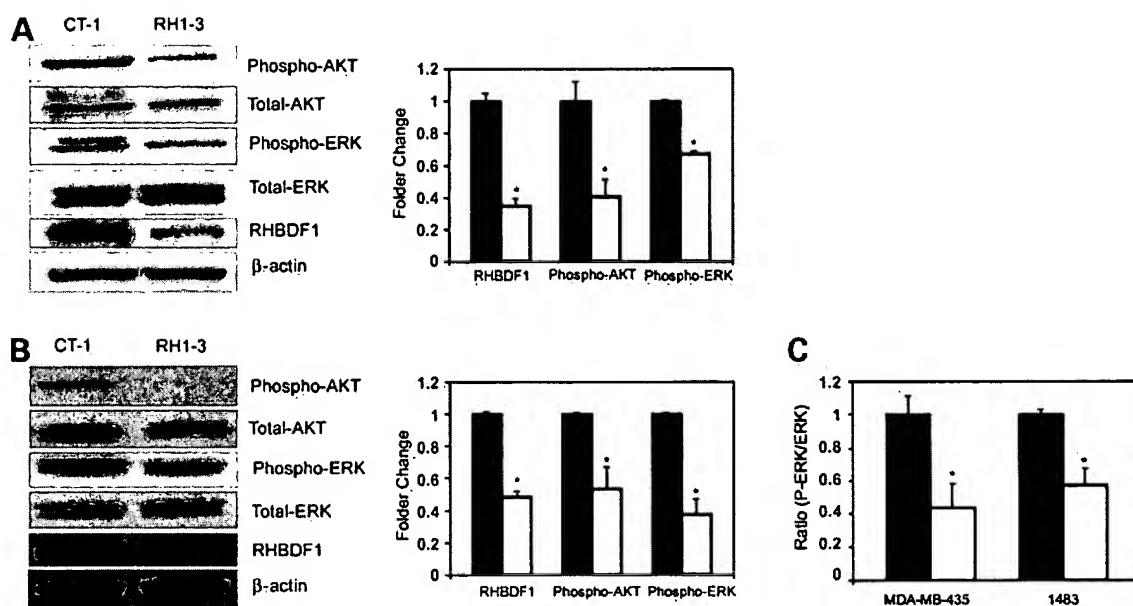 A
CT-1 RH1-3
Phospho-AKT
Total-AKT
Phospho-ERK
Total-ERK
RHBDF1
β-actin
Folder Change
1.2
1
0.8
0.6
0.4
0.2
0
* * *
RHBDF1 Phospho-AKT Phospho-ERK
B
CT-1 RH1-3
Phospho-AKT
Total-AKT
Phospho-ERK
Total-ERK
RHBDF1
β-actin
Folder Change
1.2
1
0.8
0.6
0.4
0.2
0
* * *
RHBDF1 Phospho-AKT Phospho-ERK
C
Ratio (P-ERK/ERK)
1.2
1
0.8
0.6
0.4
0.2
0
* *
MDA-MB-435 1483